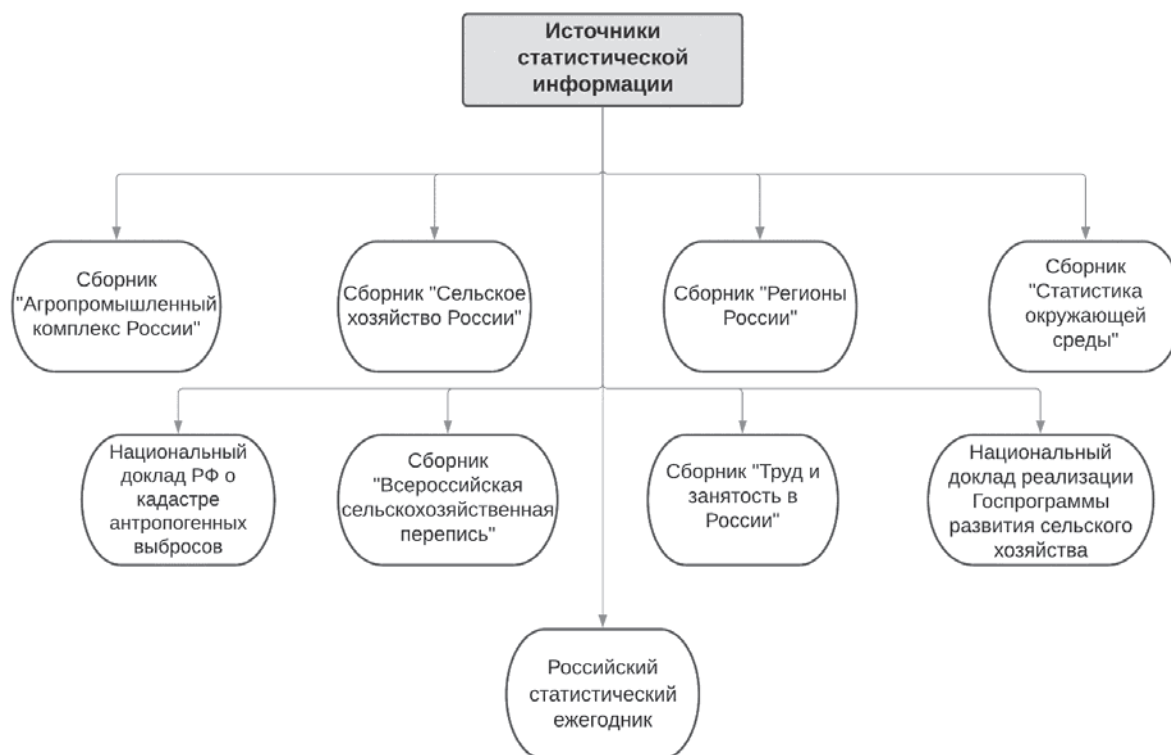 Источники
статистической
информации
Сборник
"Агропромышленный
комплекс России"
Сборник "Сельское
хозяйство России"
Сборник "Регионы
России"
Сборник
"Статистика
окружающей
среды"
Национальный
доклад РФ о
кадастре
антропогенных
выбросов
Сборник
"Всероссийская
сельскохозяйственная
перепись"
Сборник "Труд и
занятость в
России"
Национальный
доклад реализации
Госпрограммы
развития сельского
хозяйства
Российский
статистический
ежегодник